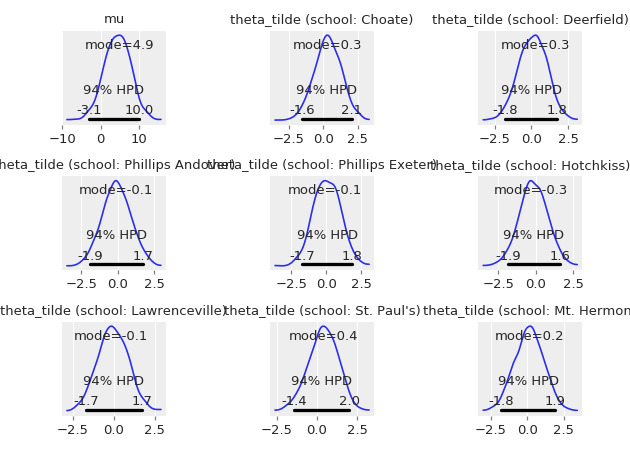 mu
mode=4.9
94% HPD
-3.1 10.0
−10 0 10
theta_tilde (school: Choate)
mode=0.3
94% HPD
-1.6 2.1
−2.5 0.0 2.5
theta_tilde (school: Deerfield)
mode=0.3
94% HPD
-1.8 1.8
−2.5 0.0 2.5
theta_tilde (school: Phillips Andover)
mode=-0.1
94% HPD
-1.9 1.7
−2.5 0.0 2.5
theta_tilde (school: Phillips Exeter)
mode=-0.1
94% HPD
-1.7 1.8
−2.5 0.0 2.5
theta_tilde (school: Hotchkiss)
mode=-0.3
94% HPD
-1.9 1.6
−2.5 0.0 2.5
theta_tilde (school: Lawrenceville)
mode=-0.1
94% HPD
-1.7 1.7
−2.5 0.0 2.5
theta_tilde (school: St. Paul's)
mode=0.4
94% HPD
-1.4 2.0
−2.5 0.0 2.5
theta_tilde (school: Mt. Hermon
mode=0.2
94% HPD
-1.8 1.9
−2.5 0.0 2.5